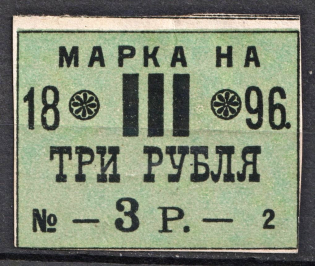 МАРКА НА
18 III 96.
ТРИ РУБЛЯ
№ — 3 Р. — 2